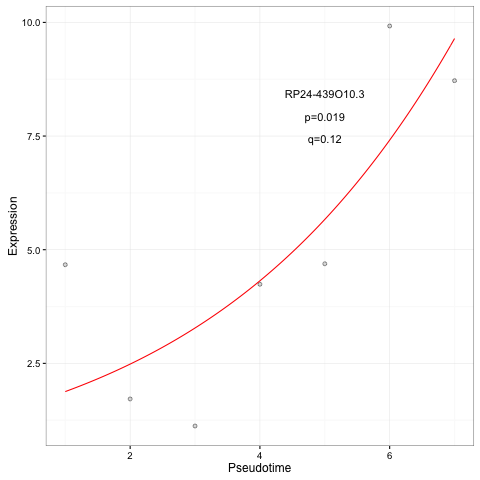 10.0
RP24-439O10.3
p=0.019
7.5
q=0.12
Expression
5.0
2.5
2 4 6
Pseudotime